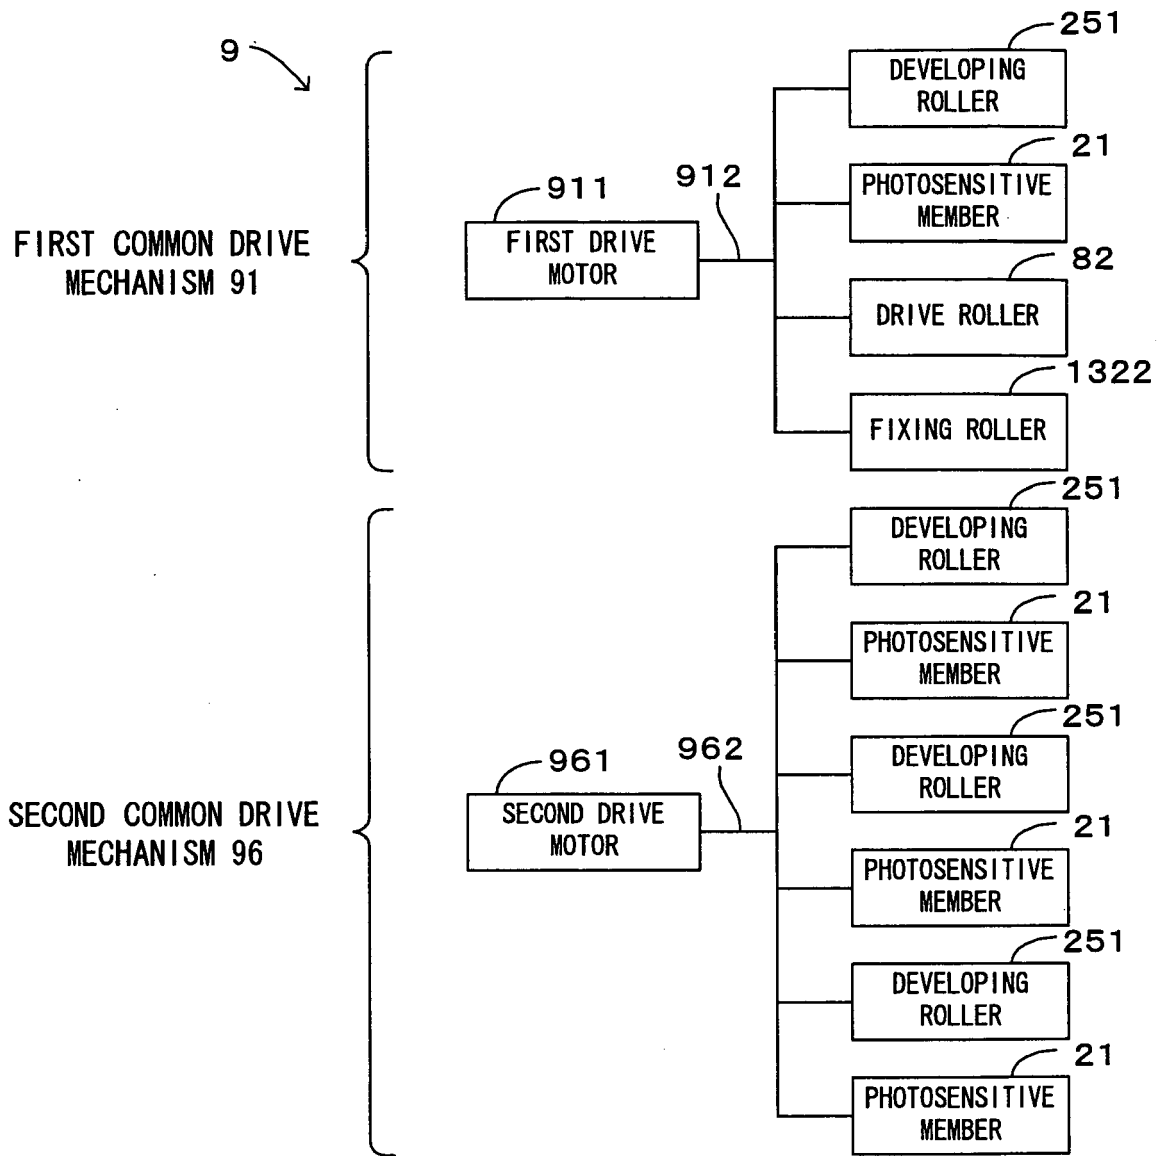 9
FIRST COMMON DRIVE
MECHANISM 91
911
FIRST DRIVE
MOTOR
912
251
DEVELOPING
ROLLER
21
PHOTOSENSITIVE
MEMBER
82
DRIVE ROLLER
1322
FIXING ROLLER
SECOND COMMON DRIVE
MECHANISM 96
961
SECOND DRIVE
MOTOR
962
251
DEVELOPING
ROLLER
21
PHOTOSENSITIVE
MEMBER
251
DEVELOPING
ROLLER
21
PHOTOSENSITIVE
MEMBER
251
DEVELOPING
ROLLER
21
PHOTOSENSITIVE
MEMBER